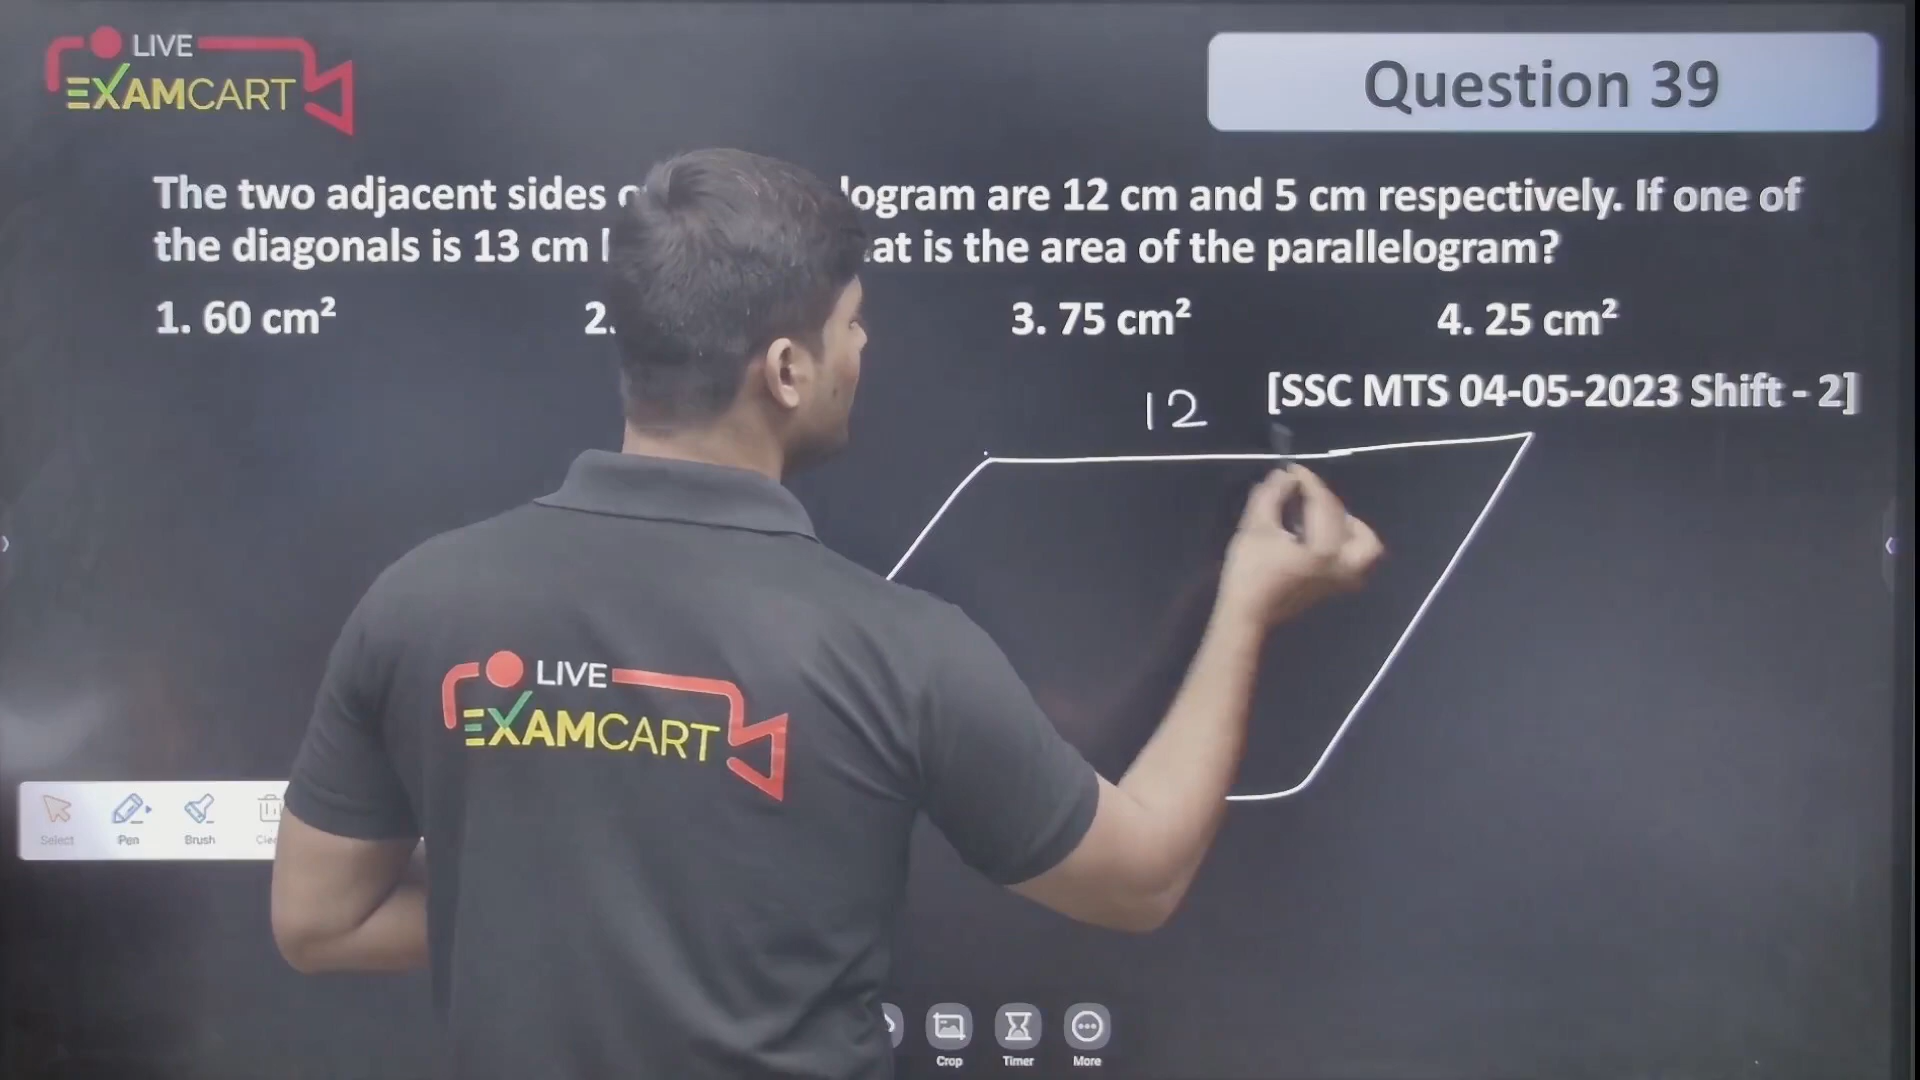 LIVE
EXAMCART
Question 39
The two adjacent sides logram are 12 cm and 5 cm respectively. If one of
the diagonals is 13 cm at is the area of the parallelogram?
1. 60 cm² 2. 3. 75 cm² 4. 25 cm²
[SSC MTS 04-05-2023 Shift - 2]
12
LIVE
EXAMCART
Select Pen Brush Clea
Crop Timer More